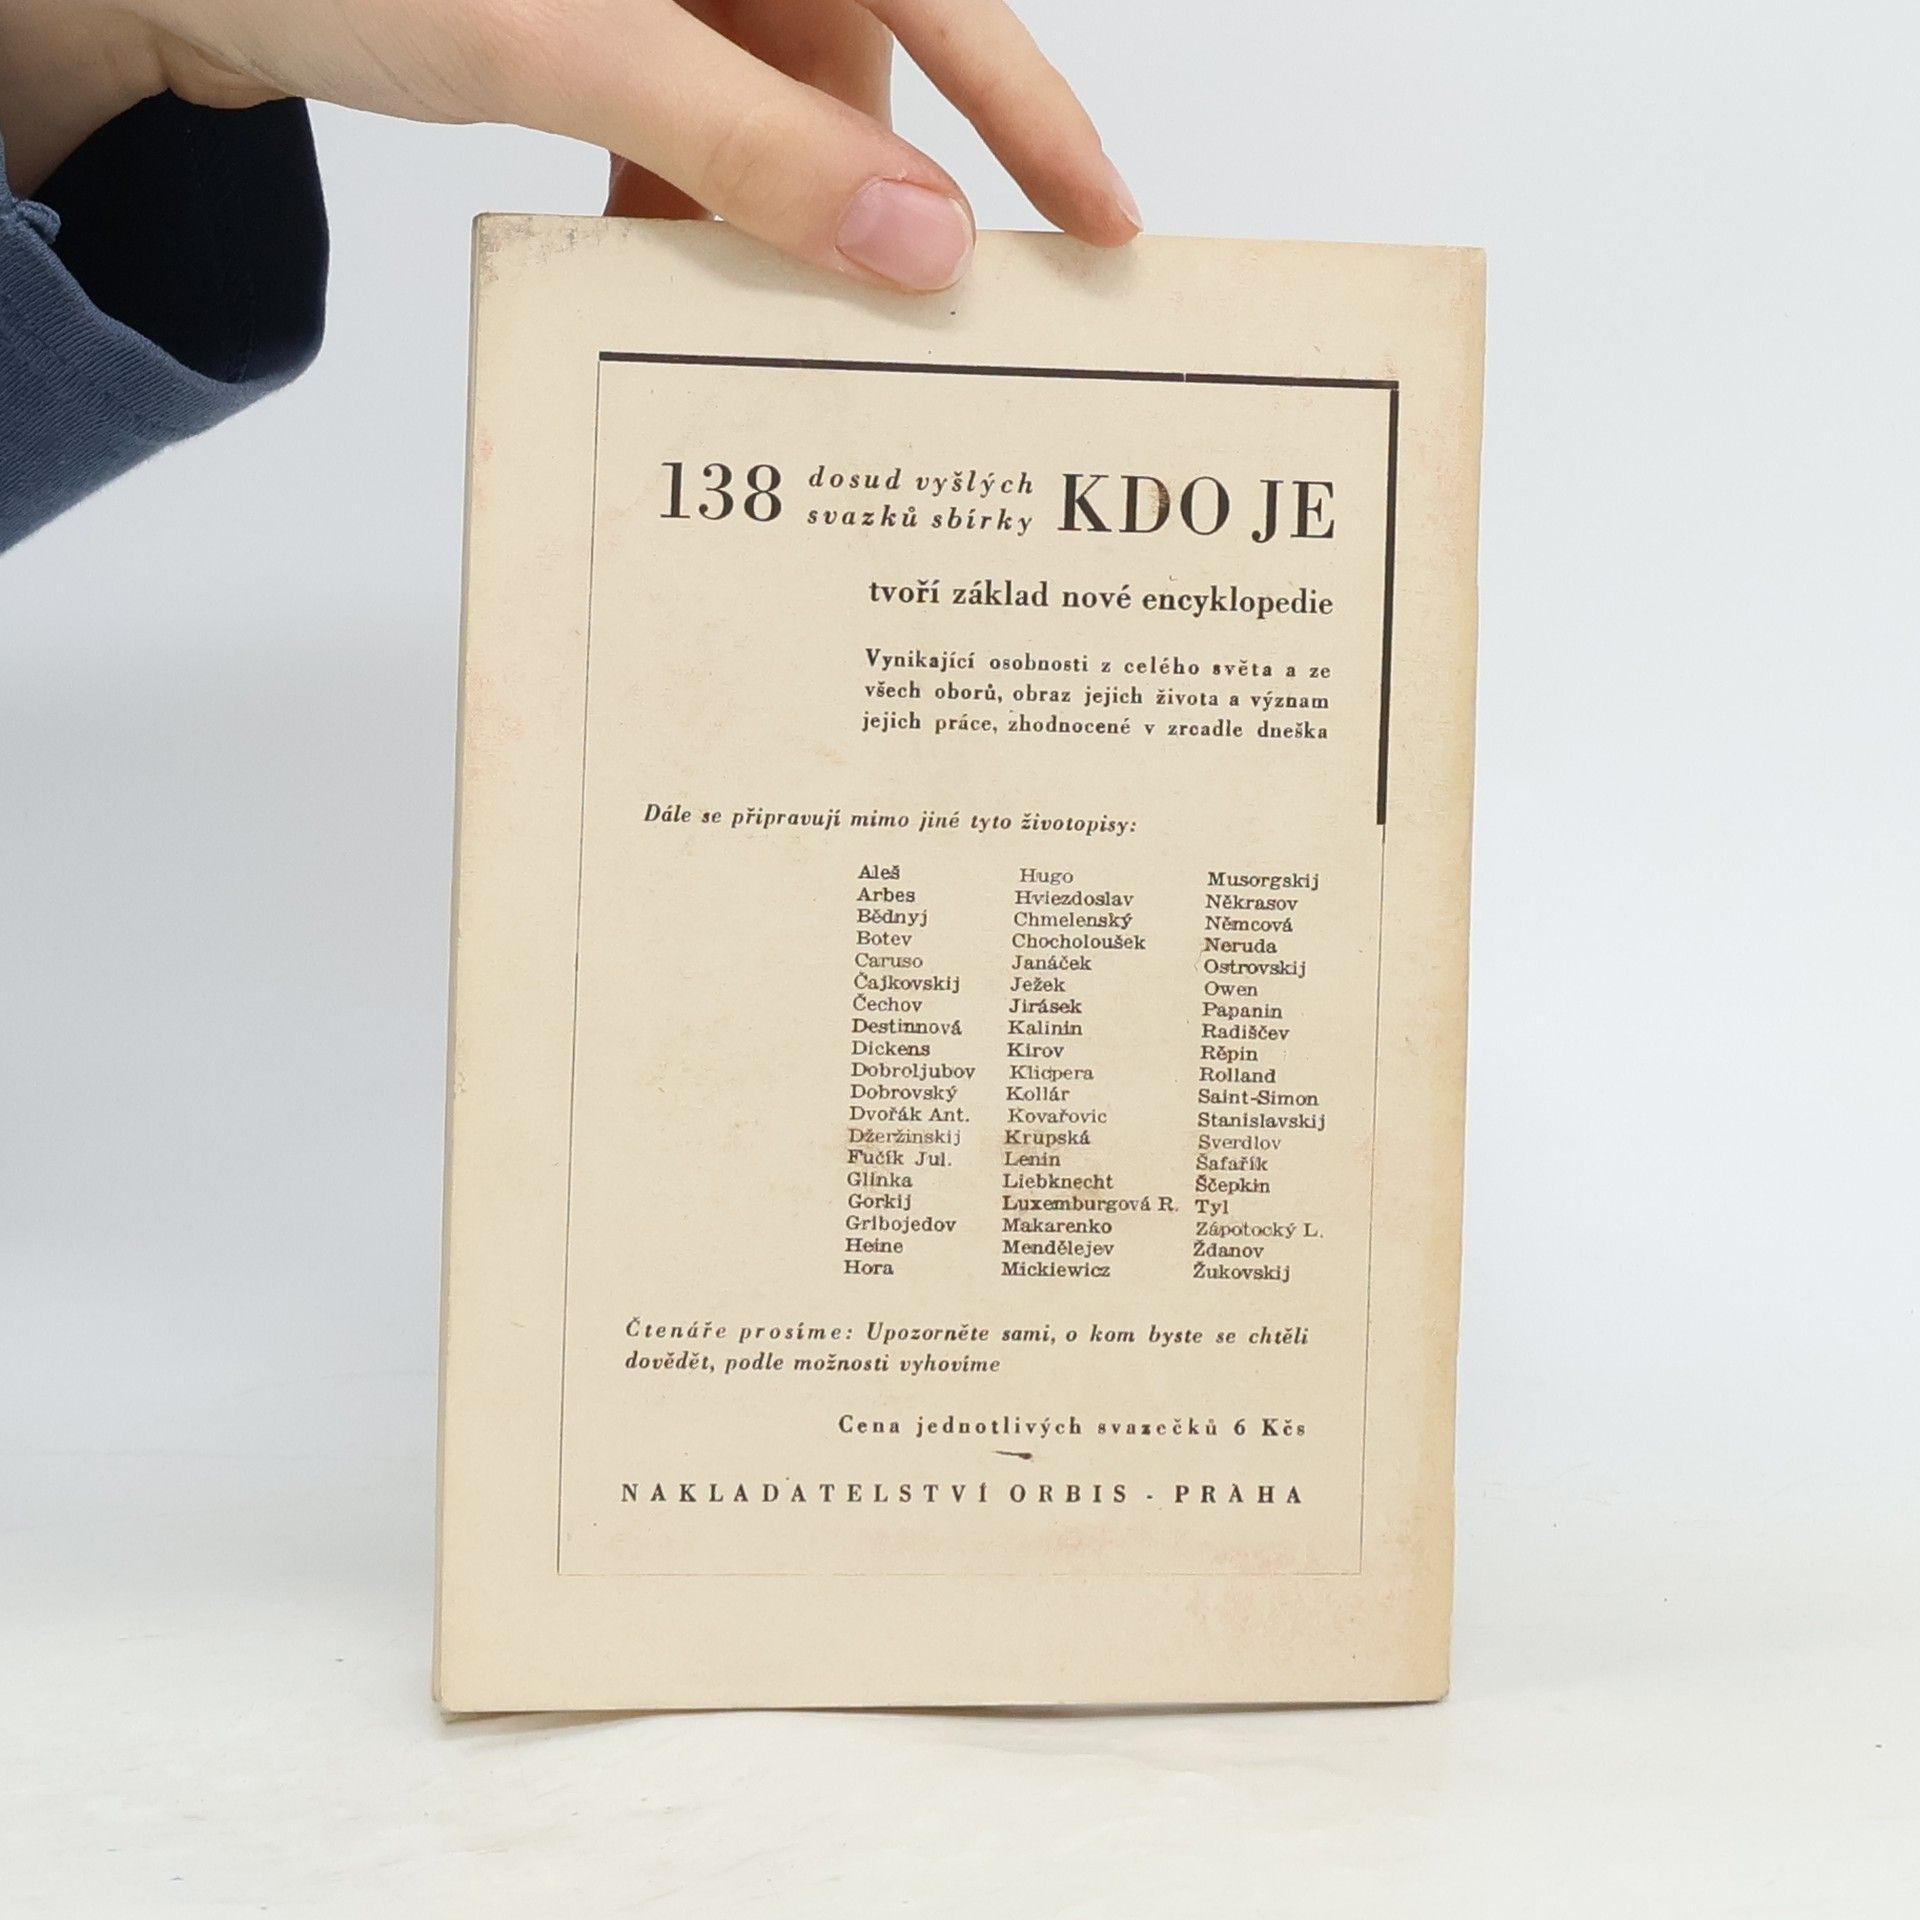 138 dosud vyšlých svazků sbírky KDO JE
tvoří základ nové encyklopedie
Vynikající osobnosti z celého světa a ze
všech oborů, obraz jejich života a význam
jejich práce, zhodnocené v zrcadle dneška
Dále se připravují mimo jiné tyto životopisy:
Aleš
Arbes
Bědnyj
Botev
Caruso
Čajkovskij
Čechov
Destinnová
Dickens
Dobroljubov
Dobrovský
Dvořák Ant.
Džeržinskij
Fučík Jul.
Glinka
Gorkij
Gribojedov
Heine
Hora
Hugo
Hviezdoslav
Chmelenský
Chocholoušek
Janáček
Ježek
Jirásek
Kalinin
Kirov
Klicpera
Kollár
Kovařovic
Krupská
Lenin
Liebknecht
Luxemburgová R.
Makarenko
Mendělejev
Mickiewicz
Musorgskij
Někrasov
Němcová
Neruda
Ostrovskij
Owen
Papanin
Radiščev
Rěpin
Rolland
Saint-Simon
Stanislavskij
Sverdlov
Šafařík
Ščepkin
Tyl
Zápotocký L.
Ždanov
Žukovskij
Čtenáře prosíme: Upozorněte sami, o kom byste se chtěli
dovědět, podle možnosti vyhovíme
Cena jednotlivých svazečků 6 Kčs
NAKLADATELSTVÍ ORBIS - PRAHA